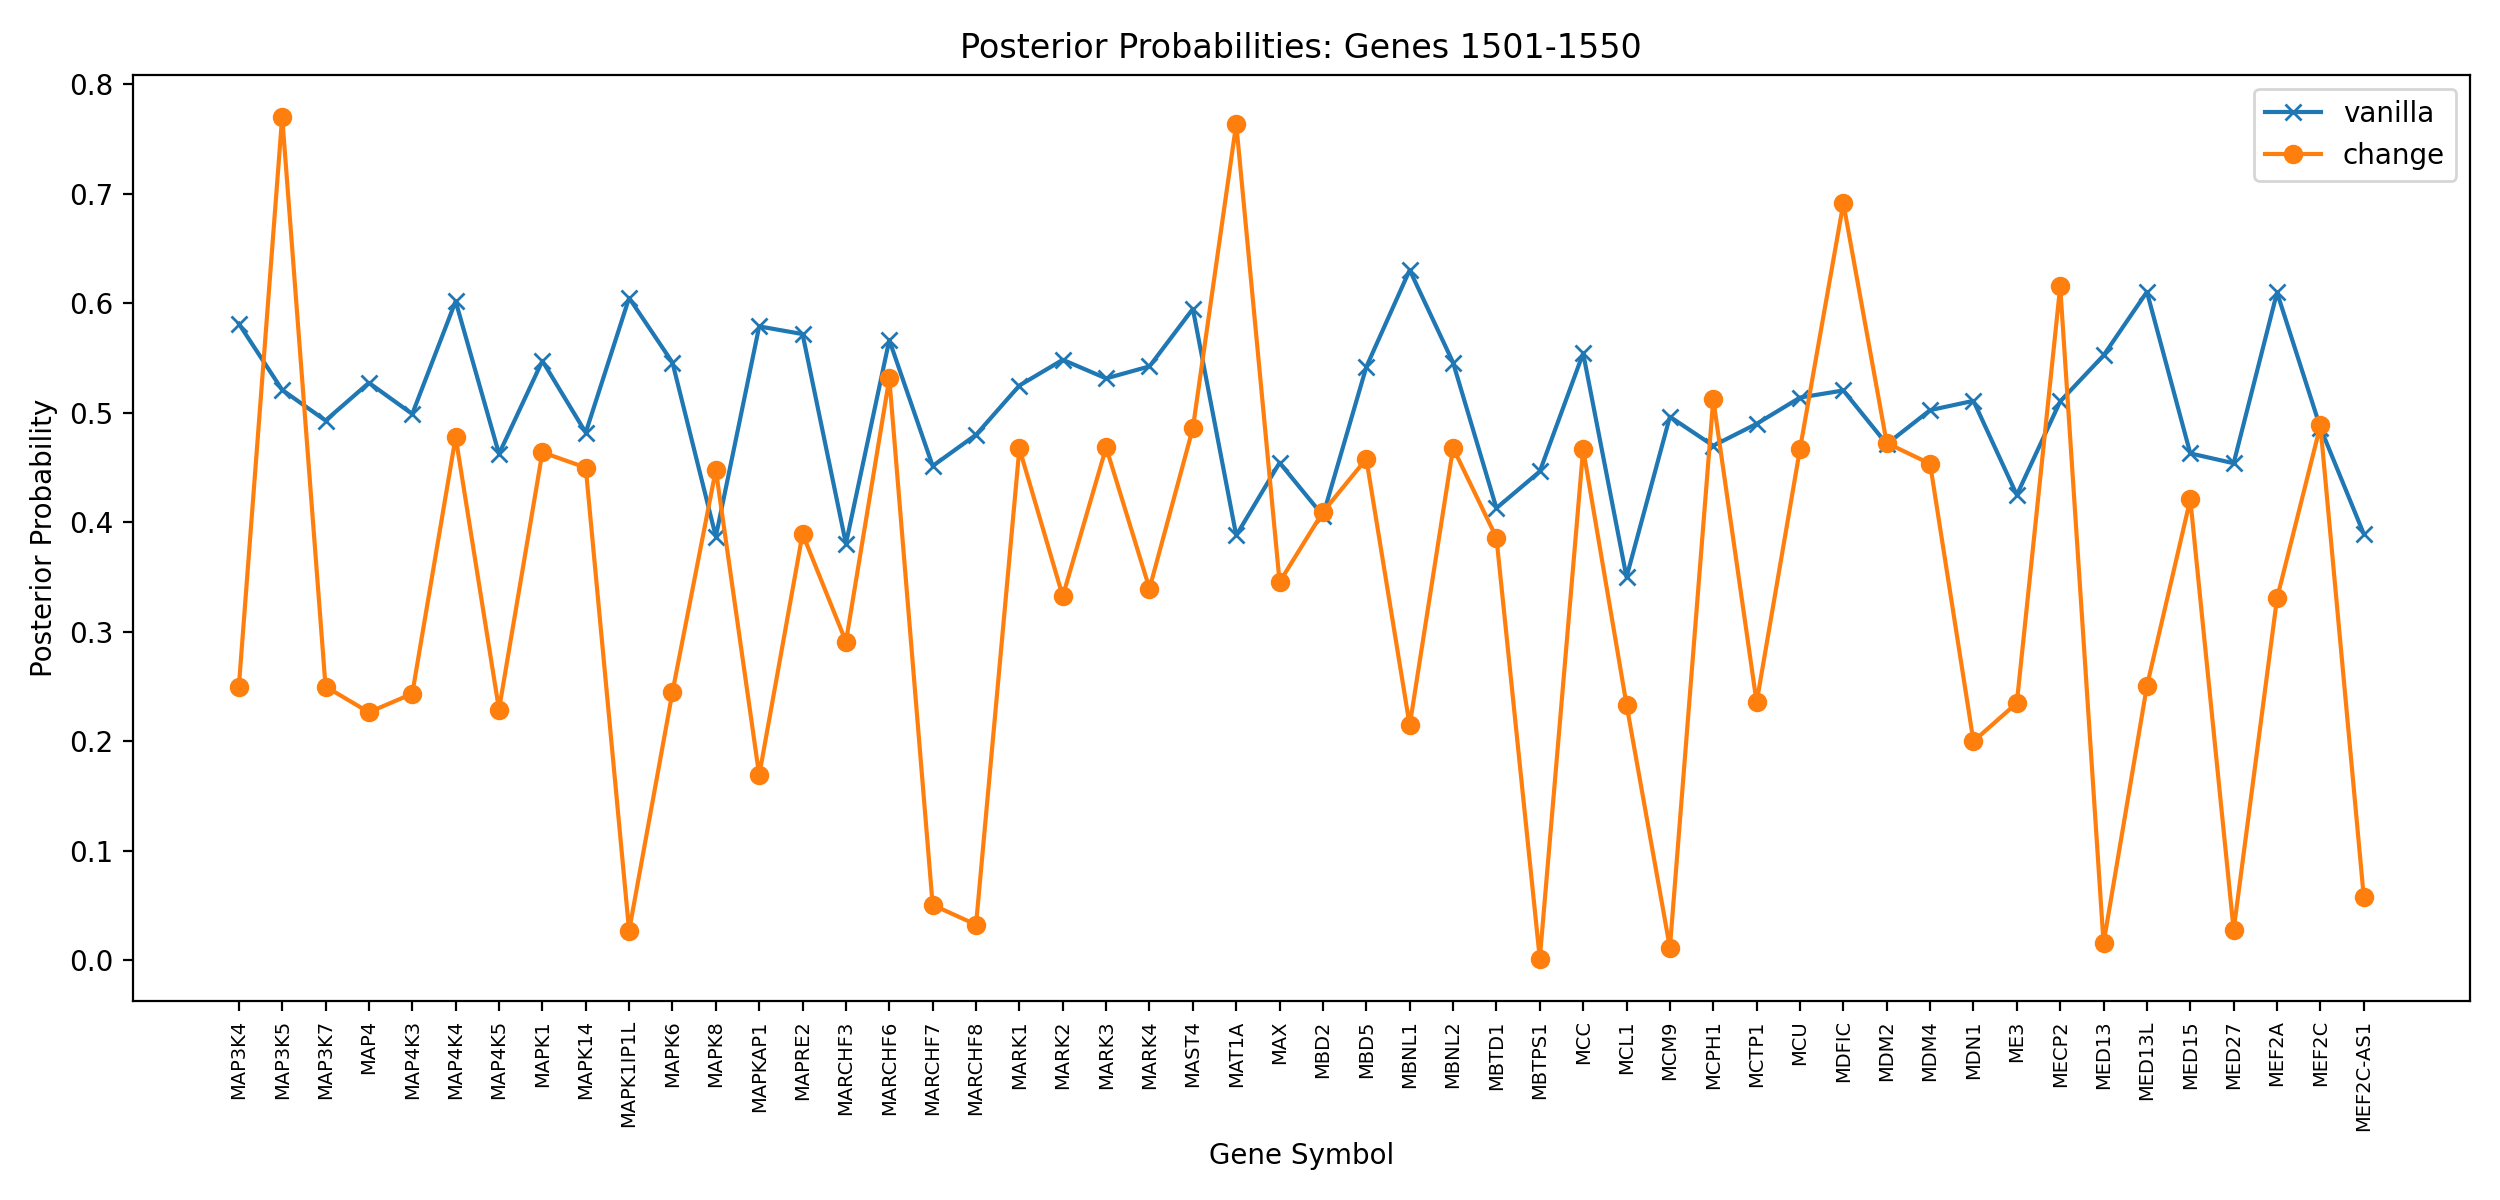 Posterior Probabilities: Genes 1501-1550
vanilla
change
Posterior Probability
0.8
0.7
0.6
0.5
0.4
0.3
0.2
0.1
0.0
MAP3K4
MAP3K5
MAP3K7
MAP4
MAP4K3
MAP4K4
MAP4K5
MAPK1
MAPK14
MAPK1IP1L
MAPK6
MAPK8
MAPKAP1
MAPRE2
MARCHF3
MARCHF6
MARCHF7
MARCHF8
MARK1
MARK2
MARK3
MARK4
MAST4
MAT1A
MAX
MBD2
MBD5
MBNL1
MBNL2
MBTD1
MBTPS1
MCC
MCL1
MCM9
MCPH1
MCTP1
MCU
MDFIC
MDM2
MDM4
MDN1
ME3
MECP2
MED13
MED13L
MED15
MED27
MEF2A
MEF2C
MEF2C-AS1
Gene Symbol